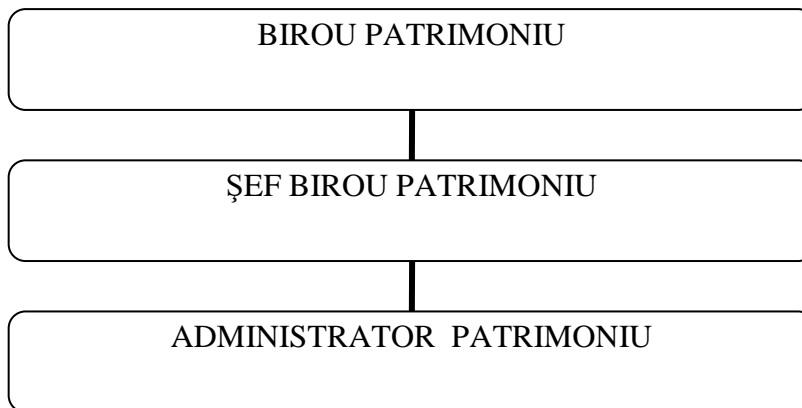 BIROU PATRIMONIU
ŞEF BIROU PATRIMONIU
ADMINISTRATOR  PATRIMONIU